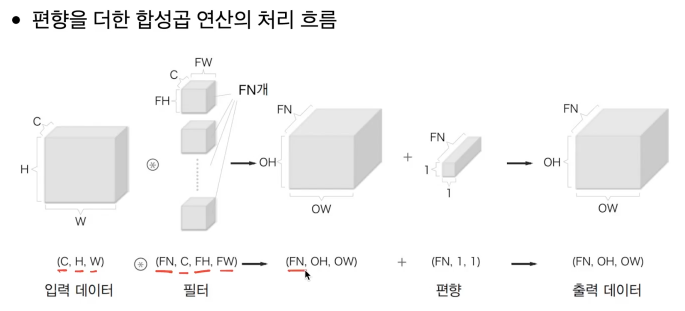 • 편향을 더한 합성곱 연산의 처리 흐름
FW
C
FH
FN개
C
H
W
⊛
FN
OH
OW
+
FN
1
1
FN
OH
OW
(C, H, W) ⊛ (FN, C, FH, FW) → (FN, OH, OW) + (FN, 1, 1) → (FN, OH, OW)
입력 데이터 필터 편향 출력 데이터